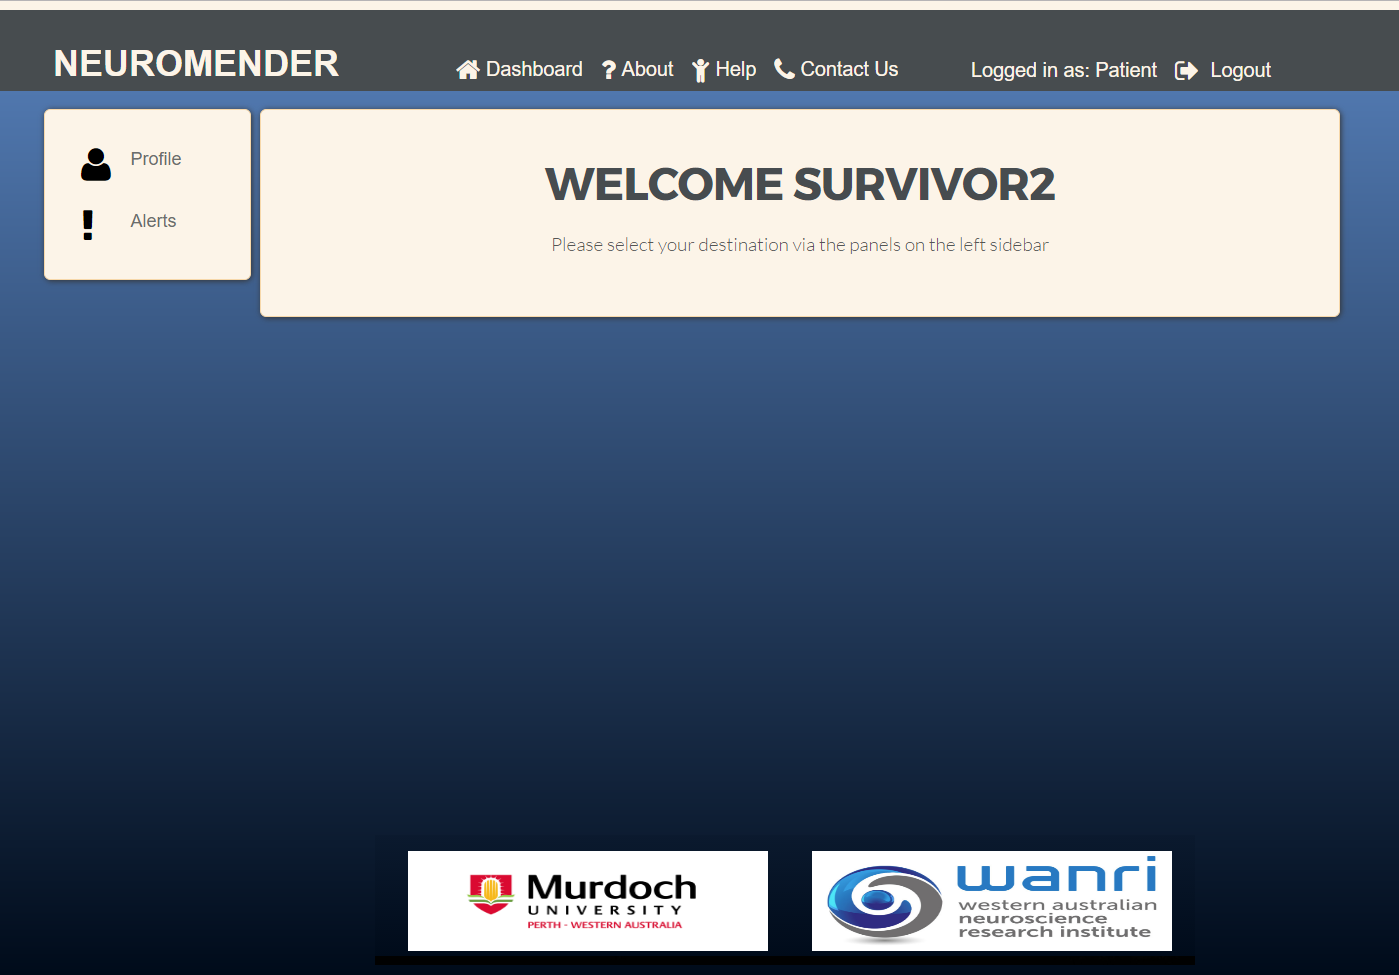 NEUROMENDER
Dashboard ? About Help Contact Us Logged in as: Patient Logout
Profile
! Alerts
WELCOME SURVIVOR2
Please select your destination via the panels on the left sidebar
Murdoch
UNIVERSITY
PERTH - WESTERN AUSTRALIA
wanri
western australian
neuroscience
research institute